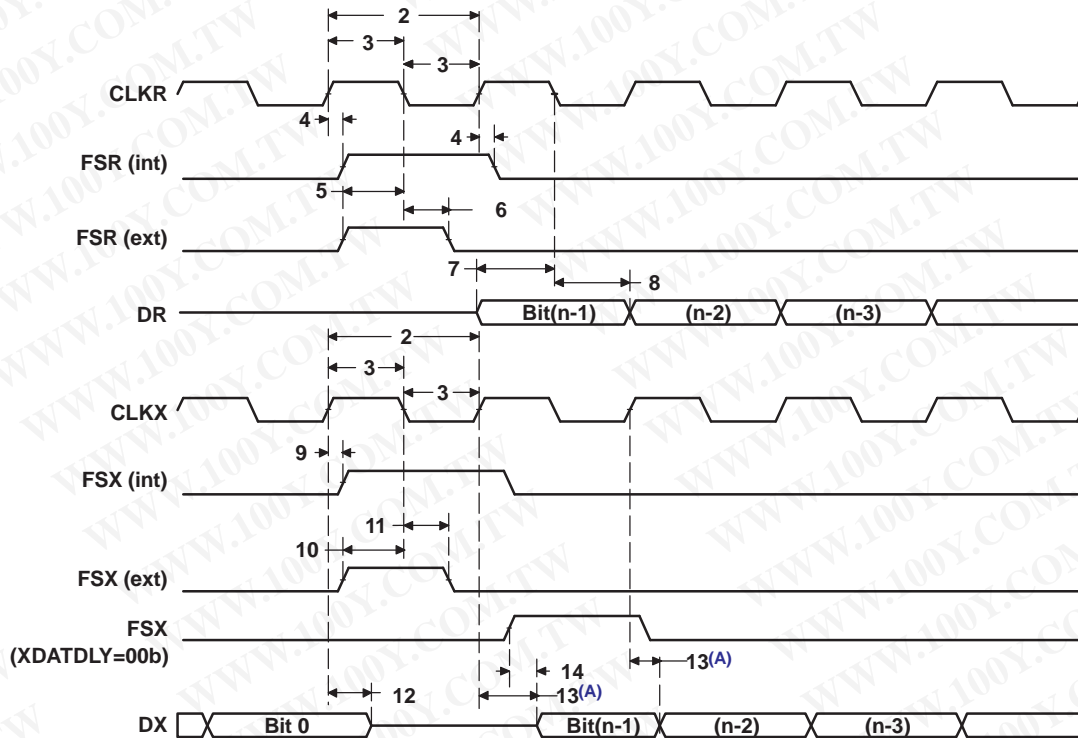 2
3
3
CLKR
4
4
FSR (int)
5
6
FSR (ext)
7
8
DR Bit(n-1) (n-2) (n-3)
2
3
3
CLKX
9
FSX (int)
11
10
FSX (ext)
FSX
(XDATDLY=00b)
14
13(A)
12
13(A)
DX Bit 0 Bit(n-1) (n-2) (n-3)
WWW.100Y.COM.TW